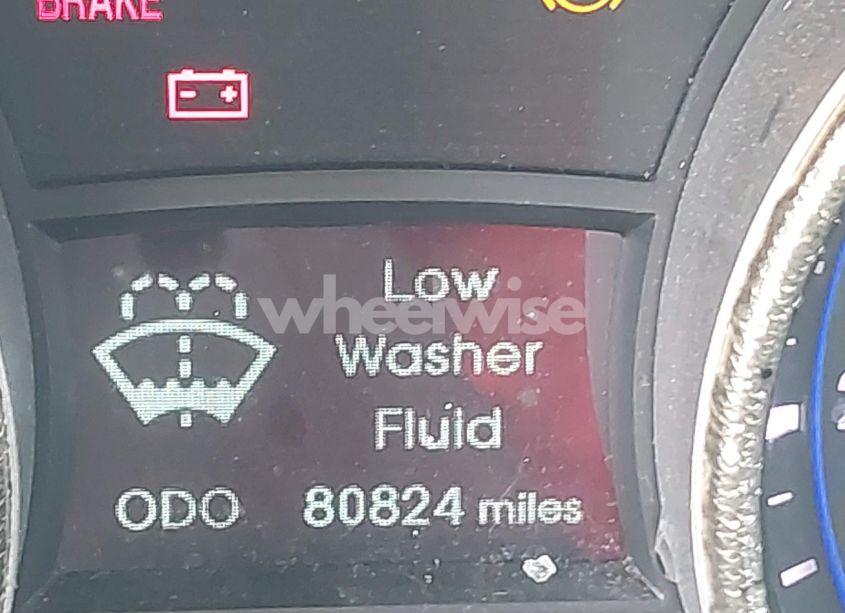 BRAKE
Low
wheelwise
Washer
Fluid
ODO 80824 miles